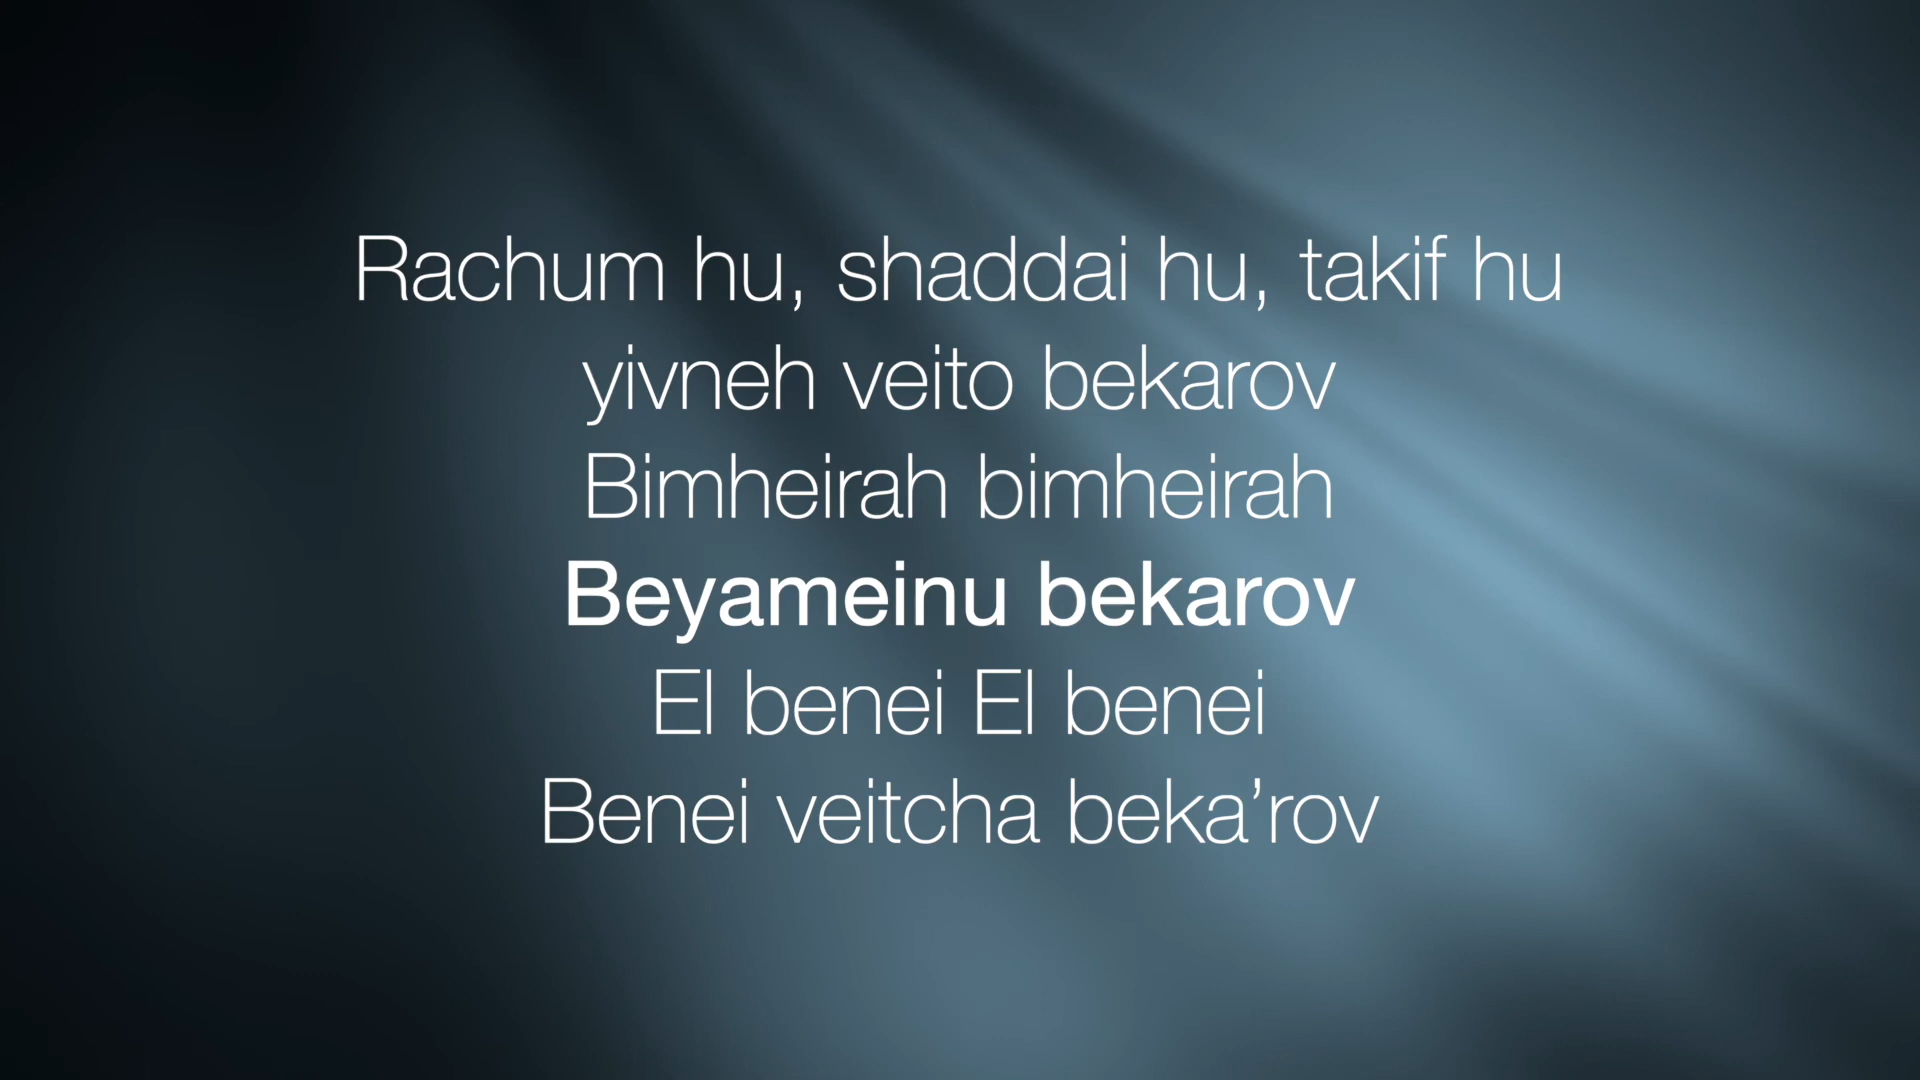 Rachum hu, shaddai hu, takif hu
yivneh veito bekarov
Bimheirah bimheirah
Beyameinu bekarov
El benei El benei
Benei veitcha beka’rov